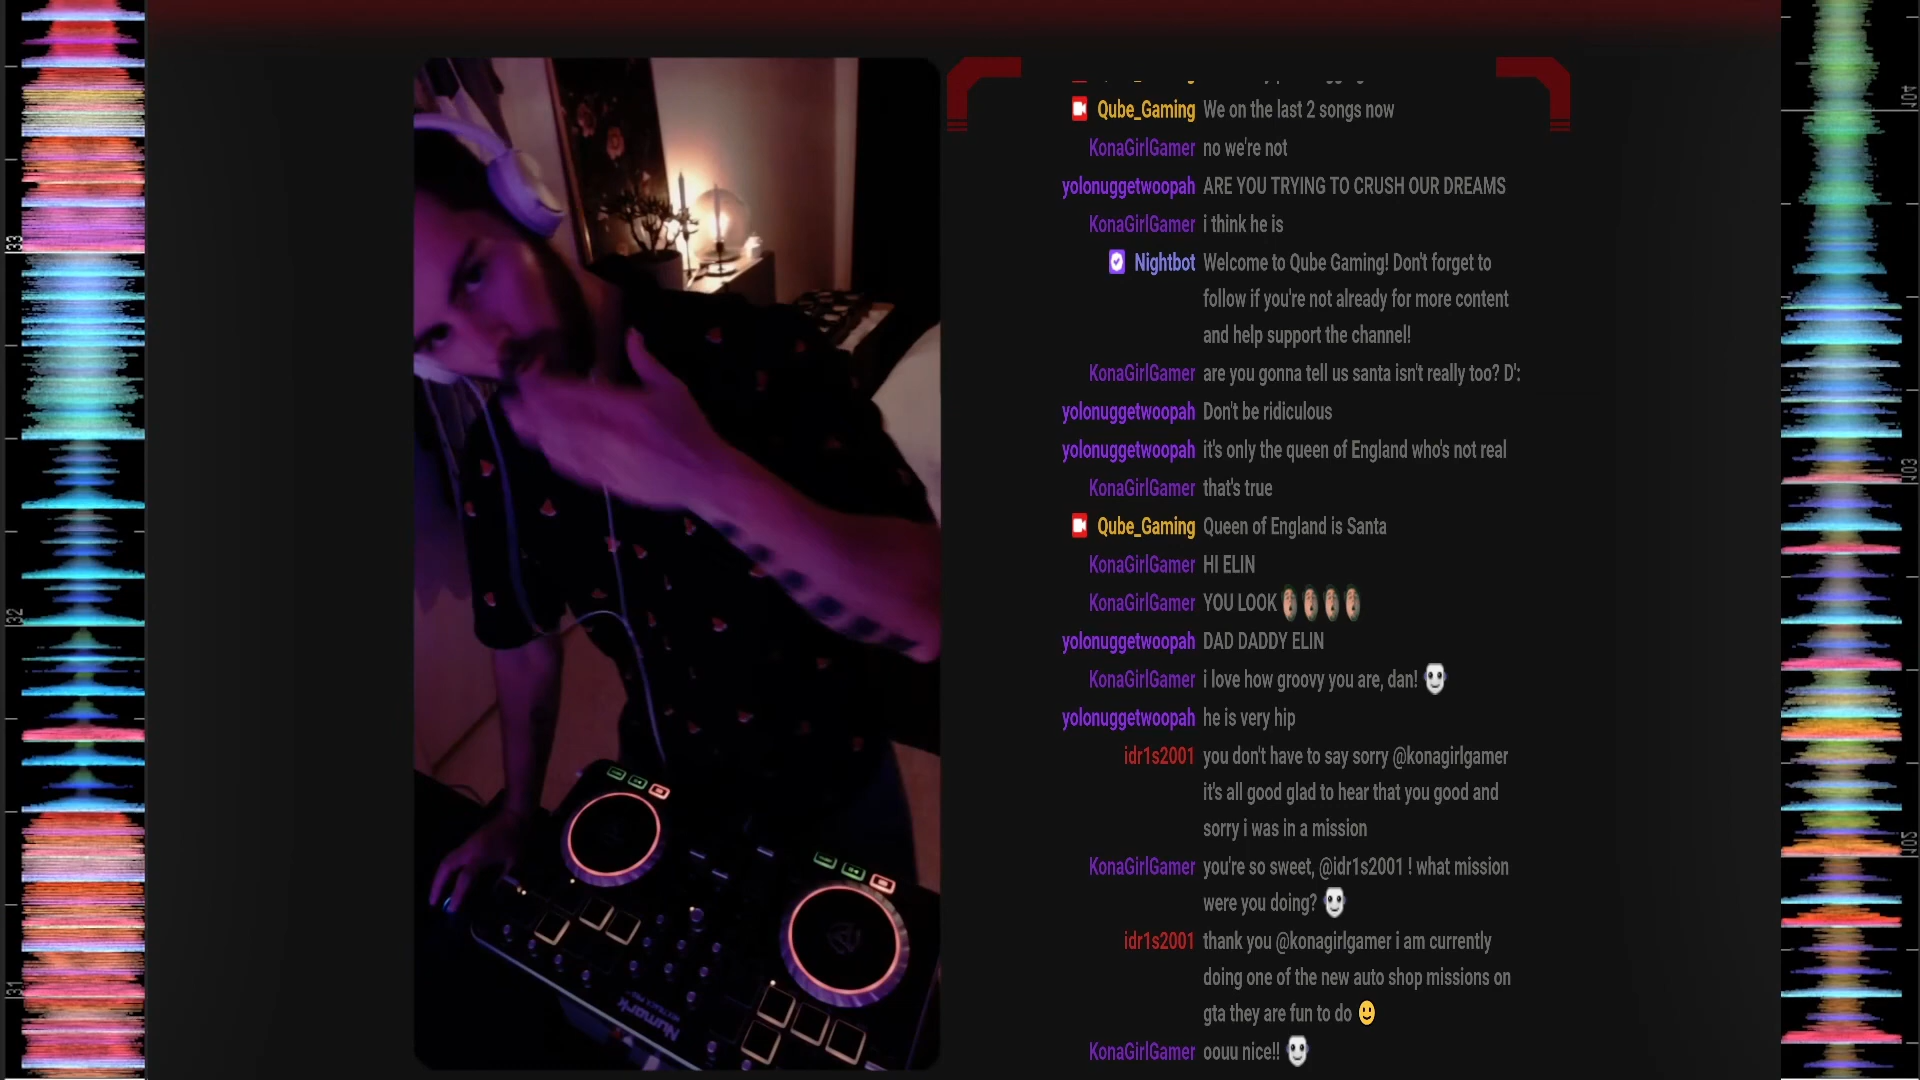 Qube_Gaming We on the last 2 songs now
KonaGirlGamer no we're not
yolonuggetwoopah ARE YOU TRYING TO CRUSH OUR DREAMS
KonaGirlGamer i think he is
Nightbot Welcome to Qube Gaming! Don't forget to
follow if you're not already for more content
and help support the channel!
KonaGirlGamer are you gonna tell us santa isn't really too? D':
yolonuggetwoopah Don't be ridiculous
yolonuggetwoopah it's only the queen of England who's not real
KonaGirlGamer that's true
Qube_Gaming Queen of England is Santa
KonaGirlGamer HI ELIN
KonaGirlGamer YOU LOOK
yolonuggetwoopah DAD DADDY ELIN
KonaGirlGamer i love how groovy you are, dan!
yolonuggetwoopah he is very hip
idr1s2001 you don't have to say sorry @konagirlgamer
it's all good glad to hear that you good and
sorry i was in a mission
KonaGirlGamer you're so sweet, @idr1s2001 ! what mission
were you doing?
idr1s2001 thank you @konagirlgamer i am currently
doing one of the new auto shop missions on
gta they are fun to do
KonaGirlGamer oouu nice!!
33
32
31
104
103
102
Numark